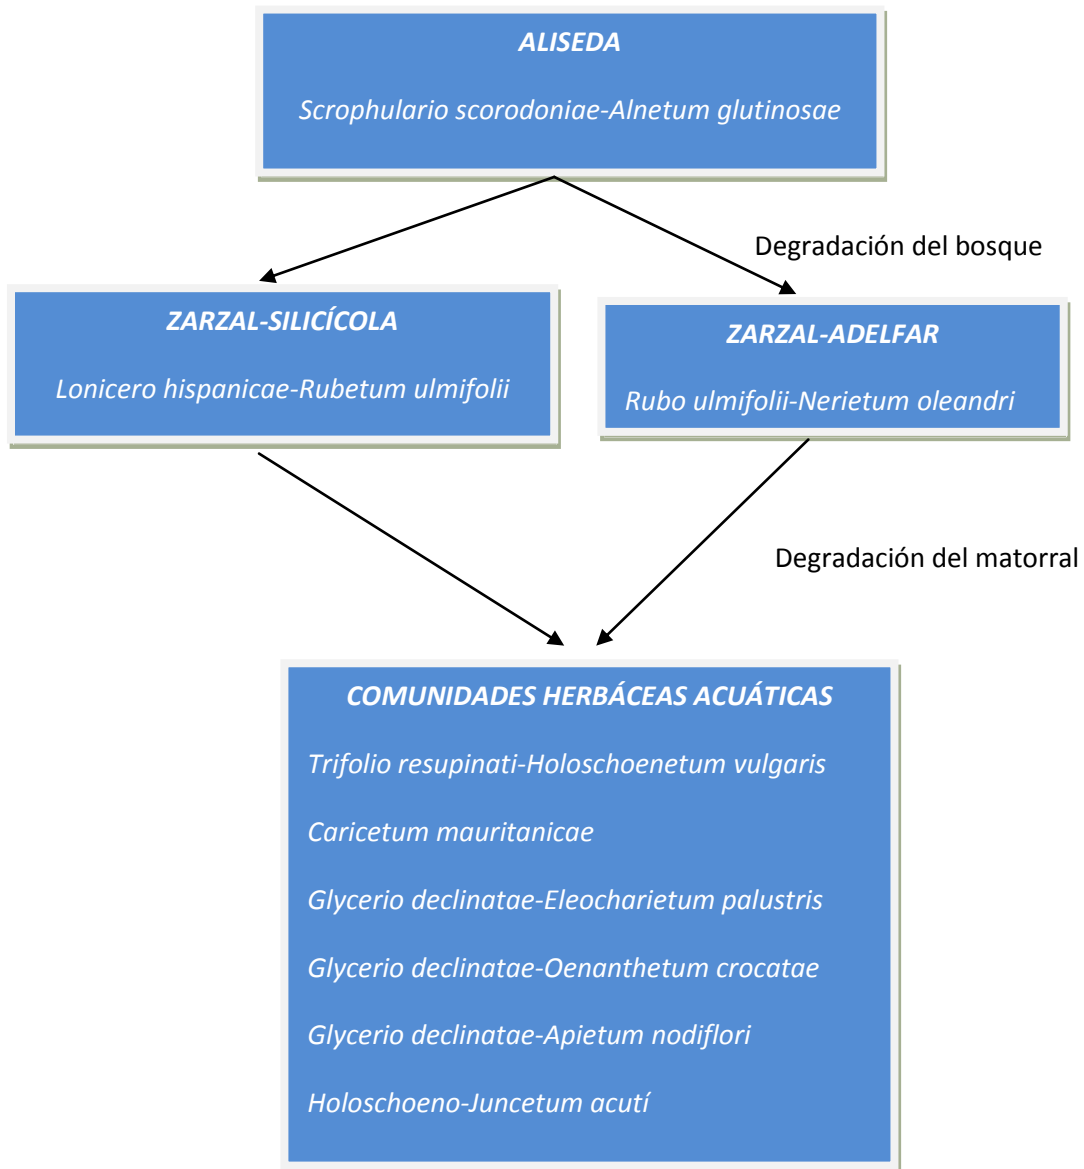 ALISEDA
Scrophulario scorodoniae-Alnetum glutinosae
Degradación del bosque
ZARZAL-SILICÍCOLA
Lonicero hispanicae-Rubetum ulmifolii
ZARZAL-ADELFAR
Rubo ulmifolii-Nerietum oleandri
Degradación del matorral
COMUNIDADES HERBÁCEAS ACUÁTICAS
Trifolio resupinati-Holoschoenetum vulgaris
Caricetum mauritanicae
Glycerio declinatae-Eleocharietum palustris
Glycerio declinatae-Oenanthetum crocatae
Glycerio declinatae-Apietum nodiflori
Holoschoeno-Juncetum acutí